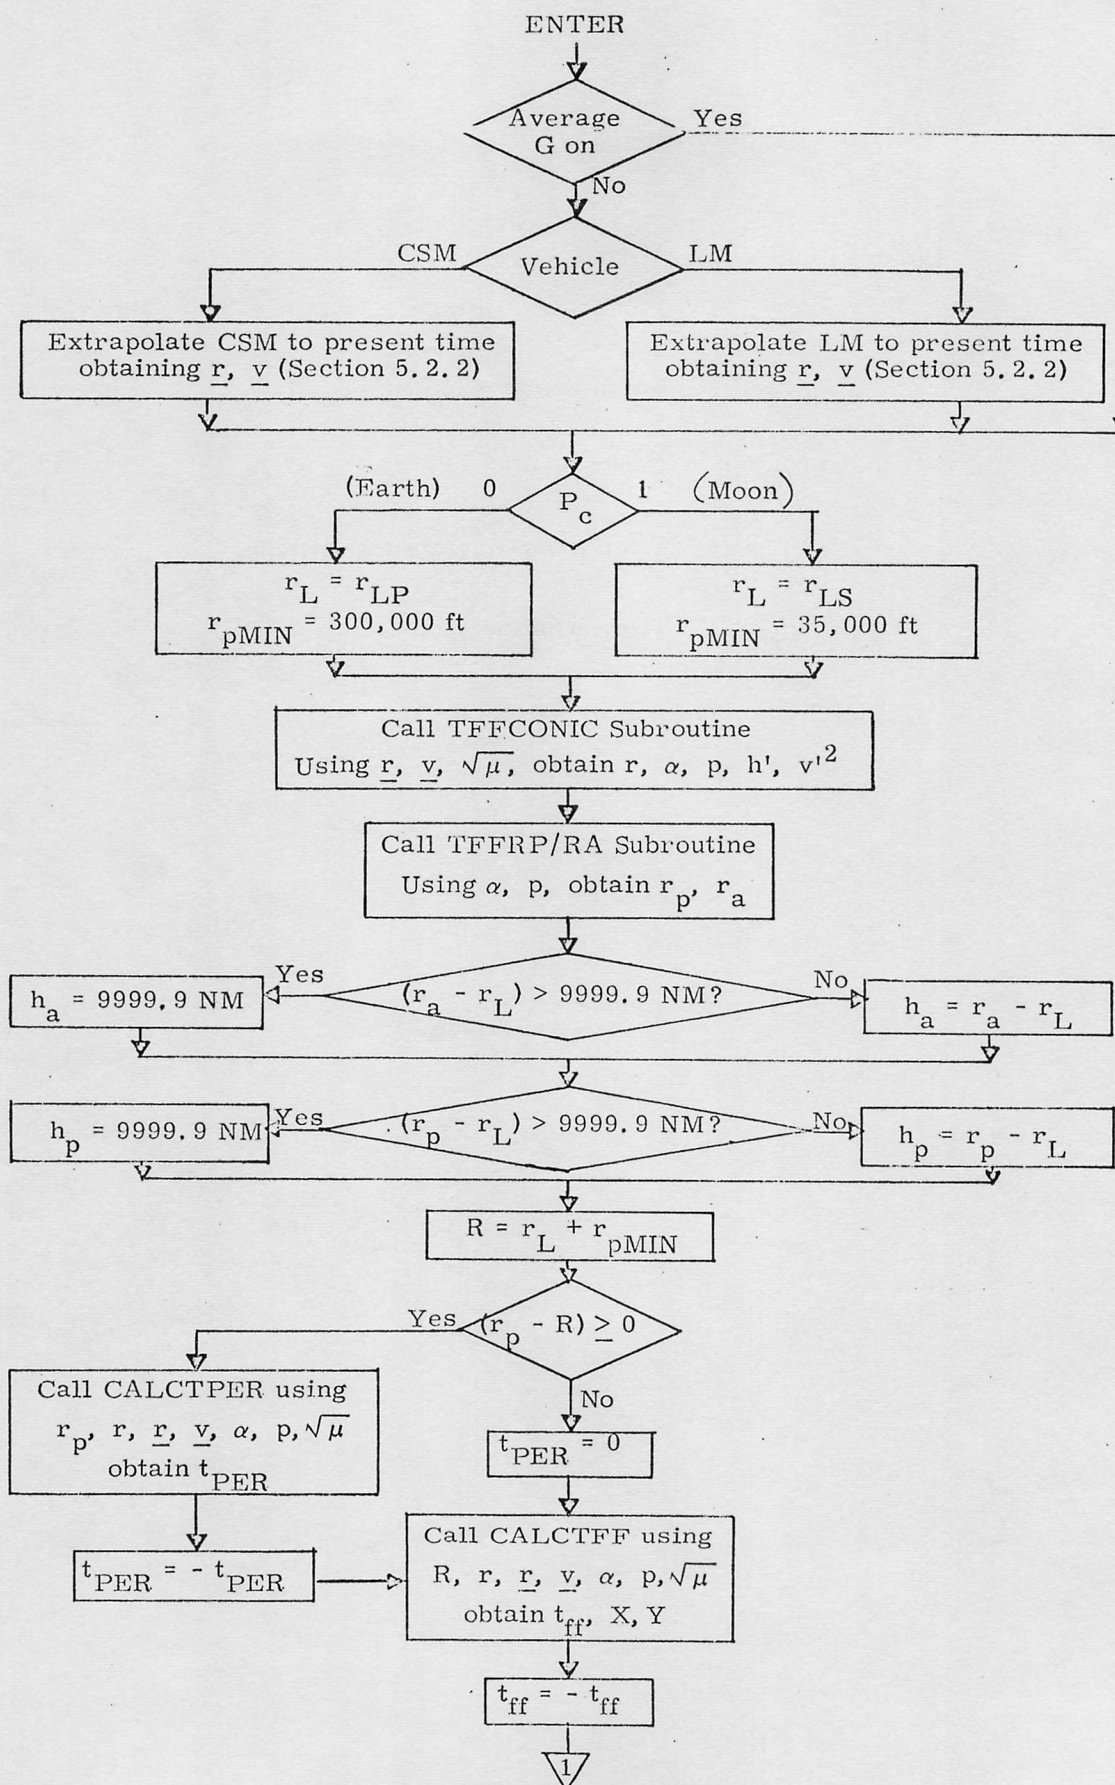 ENTER
Average
G on
Yes
No
CSM
Vehicle
LM
Extrapolate CSM to present time
obtaining r, v (Section 5.2.2)
Extrapolate LM to present time
obtaining r, v (Section 5.2.2)
(Earth) 0
P_c
1 (Moon)
r_L = r_LP
r_pMIN = 300,000 ft
r_L = r_LS
r_pMIN = 35,000 ft
Call TFFCONIC Subroutine
Using r, v, √μ, obtain r, α, p, h', v'²
Call TFFRP/RA Subroutine
Using α, p, obtain r_p, r_a
h_a = 9999.9 NM
Yes
(r_a - r_L) > 9999.9 NM?
No
h_a = r_a - r_L
h_p = 9999.9 NM
Yes
(r_p - r_L) > 9999.9 NM?
No
h_p = r_p - r_L
R = r_L + r_pMIN
Yes
(r_p - R) ≥ 0
No
Call CALCTPER using
r_p, r, r, v, α, p, √μ
obtain t_PER
t_PER = 0
t_PER = - t_PER
Call CALCTFF using
R, r, r, v, α, p, √μ
obtain t_ff, X, Y
t_ff = - t_ff
1